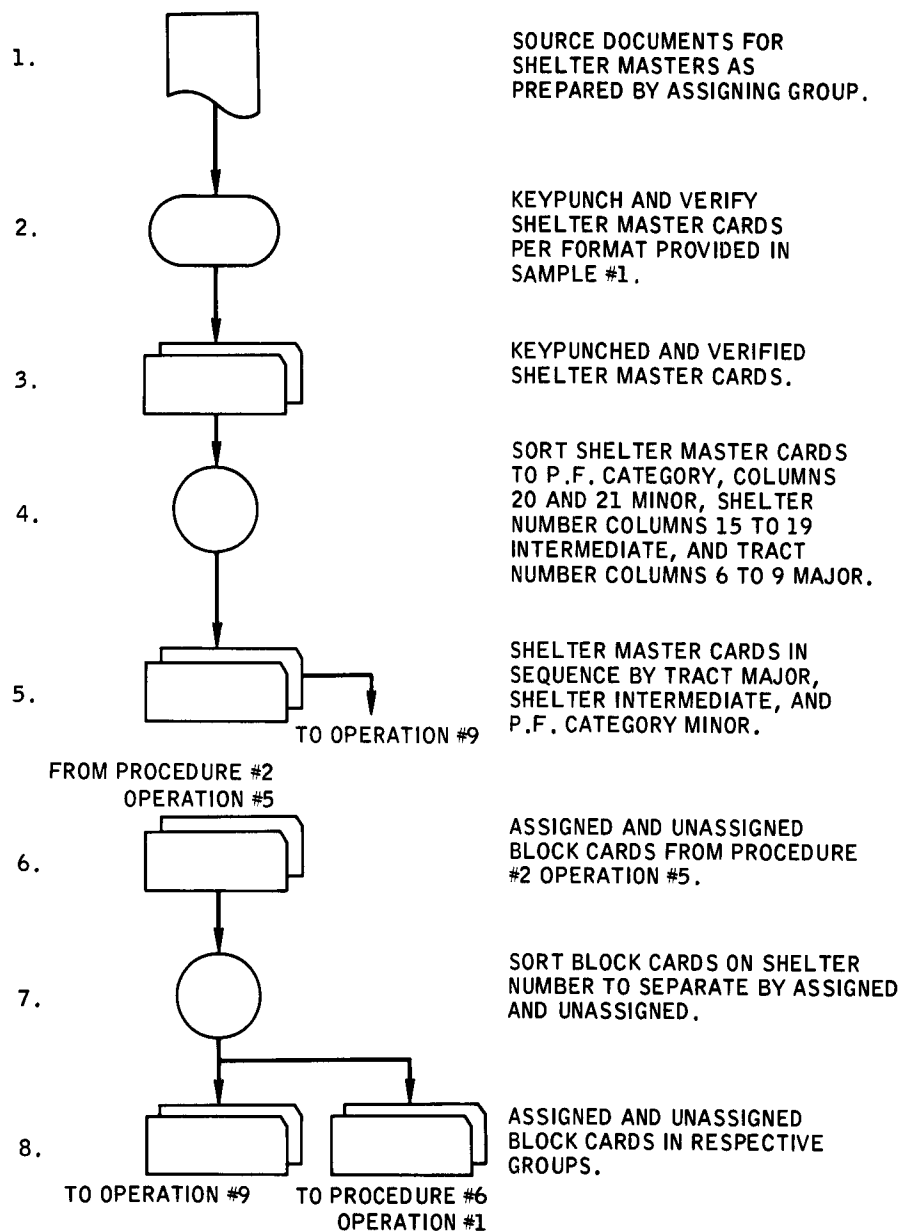 1.
SOURCE DOCUMENTS FOR
SHELTER MASTERS AS
PREPARED BY ASSIGNING GROUP.
2.
KEYPUNCH AND VERIFY
SHELTER MASTER CARDS
PER FORMAT PROVIDED IN
SAMPLE #1.
3.
KEYPUNCHED AND VERIFIED
SHELTER MASTER CARDS.
4.
SORT SHELTER MASTER CARDS
TO P.F. CATEGORY, COLUMNS
20 AND 21 MINOR, SHELTER
NUMBER COLUMNS 15 TO 19
INTERMEDIATE, AND TRACT
NUMBER COLUMNS 6 TO 9 MAJOR.
5.
TO OPERATION #9
SHELTER MASTER CARDS IN
SEQUENCE BY TRACT MAJOR,
SHELTER INTERMEDIATE, AND
P.F. CATEGORY MINOR.
FROM PROCEDURE #2
OPERATION #5
6.
ASSIGNED AND UNASSIGNED
BLOCK CARDS FROM PROCEDURE
#2 OPERATION #5.
7.
SORT BLOCK CARDS ON SHELTER
NUMBER TO SEPARATE BY ASSIGNED
AND UNASSIGNED.
8.
ASSIGNED AND UNASSIGNED
BLOCK CARDS IN RESPECTIVE
GROUPS.
TO OPERATION #9
TO PROCEDURE #6
OPERATION #1